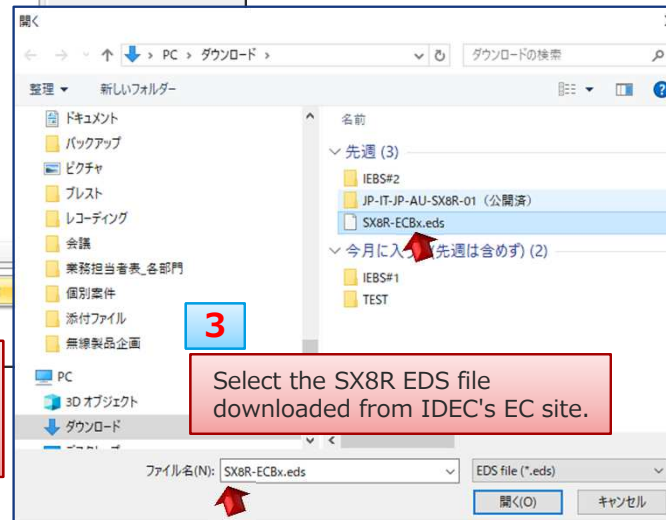 開く
PC › ダウンロード ›
ダウンロードの検索
整理 新しいフォルダー
ドキュメント
バックアップ
ピクチャ
ブレスト
レコーディング
会議
業務担当者表_各部門
個別案件
添付ファイル
無線製品企画
PC
3D オブジェクト
ダウンロード
名前
先週 (3)
IEBS#2
JP-IT-JP-AU-SX8R-01（公開済）
SX8R-ECBx.eds
今月に入っ (先週は含めず) (2)
IEBS#1
TEST
3
Select the SX8R EDS file
downloaded from IDEC's EC site.
ファイル名(N): SX8R-ECBx.eds EDS file (*.eds)
開く(O) キャンセル